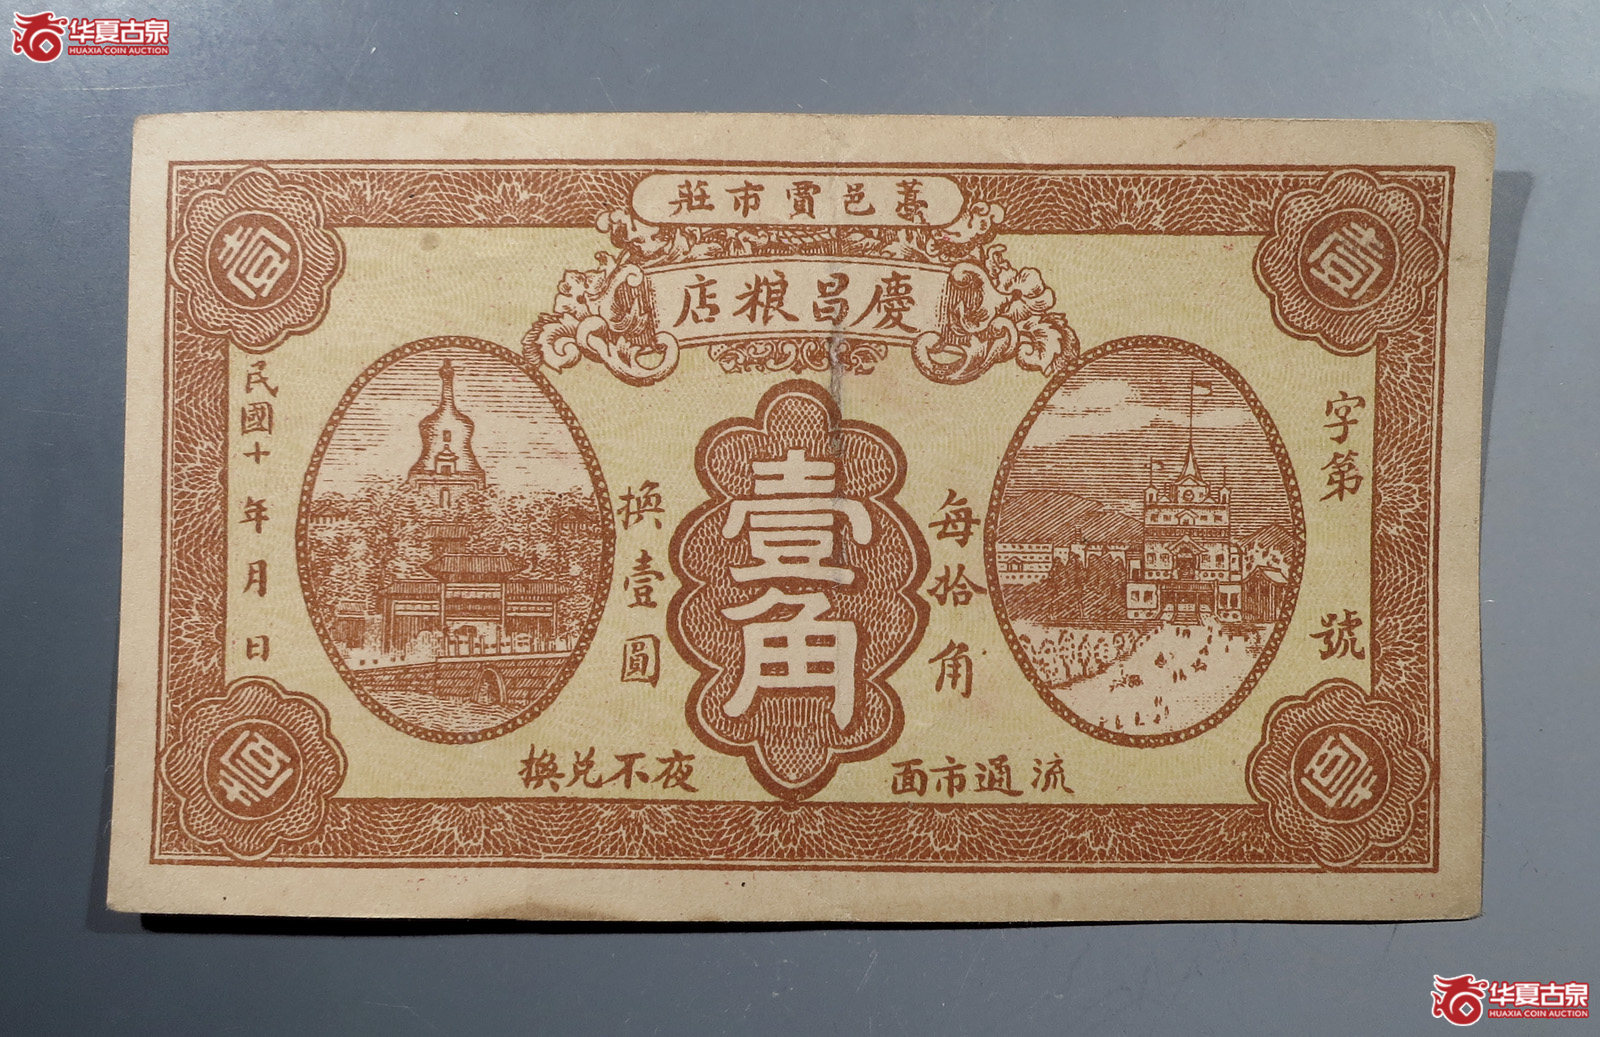 华夏古泉
HUAXIA COIN AUCTION
邑賈市莊
慶昌粮店
壹
壹
壹
壹
字第號
每拾角
壹角
換壹圓
民國十年月日
流通市面
夜不兑換
华夏古泉
HUAXIA COIN AUCTION